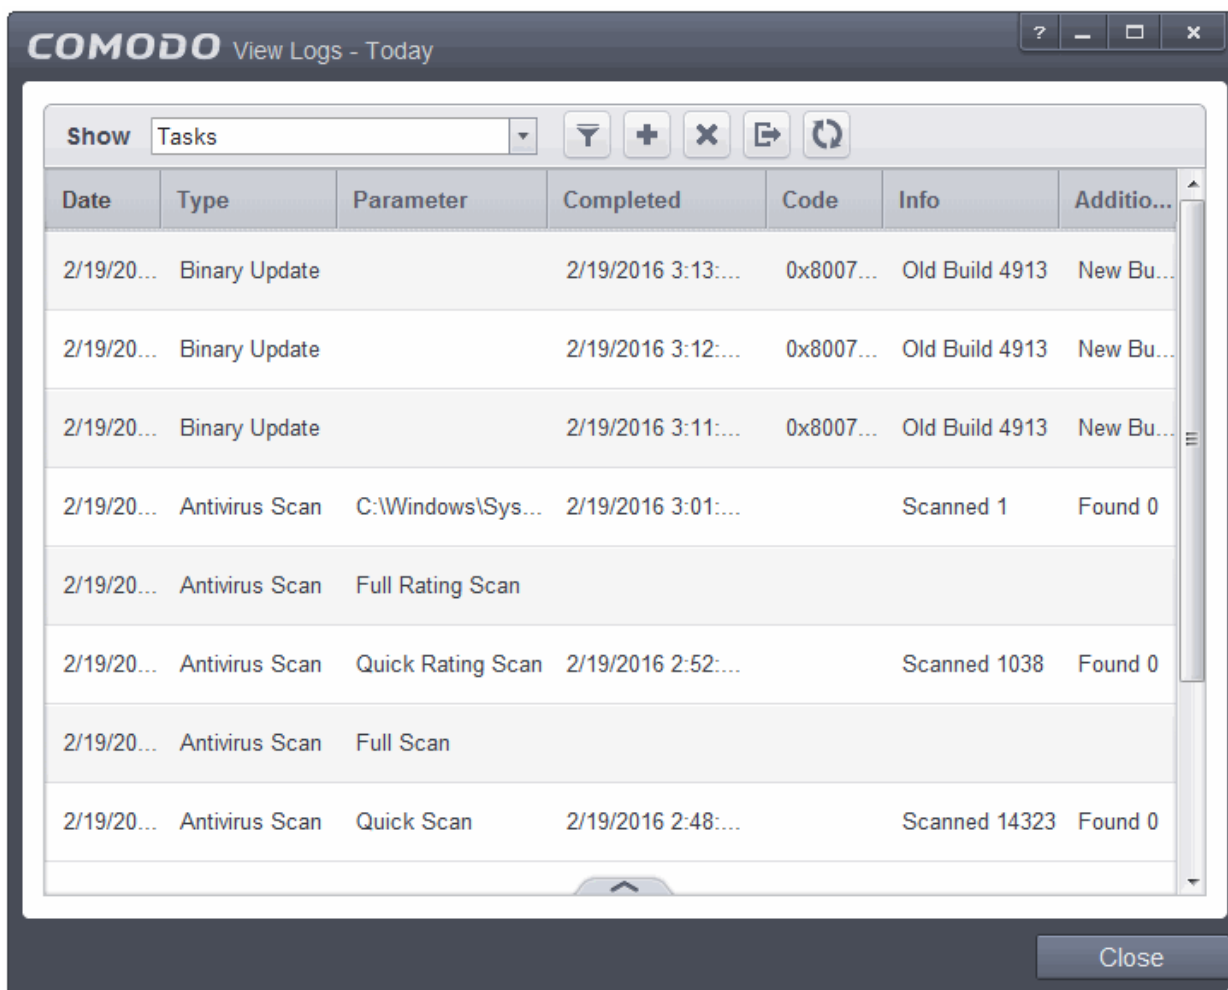 COMODO View Logs - Today
?
Show Tasks
Date Type Parameter Completed Code Info Additio...
2/19/20... Binary Update 2/19/2016 3:13:... 0x8007... Old Build 4913 New Bu...
2/19/20... Binary Update 2/19/2016 3:12:... 0x8007... Old Build 4913 New Bu...
2/19/20... Binary Update 2/19/2016 3:11:... 0x8007... Old Build 4913 New Bu...
2/19/20... Antivirus Scan C:\Windows\Sys... 2/19/2016 3:01:... Scanned 1 Found 0
2/19/20... Antivirus Scan Full Rating Scan
2/19/20... Antivirus Scan Quick Rating Scan 2/19/2016 2:52:... Scanned 1038 Found 0
2/19/20... Antivirus Scan Full Scan
2/19/20... Antivirus Scan Quick Scan 2/19/2016 2:48:... Scanned 14323 Found 0
Close